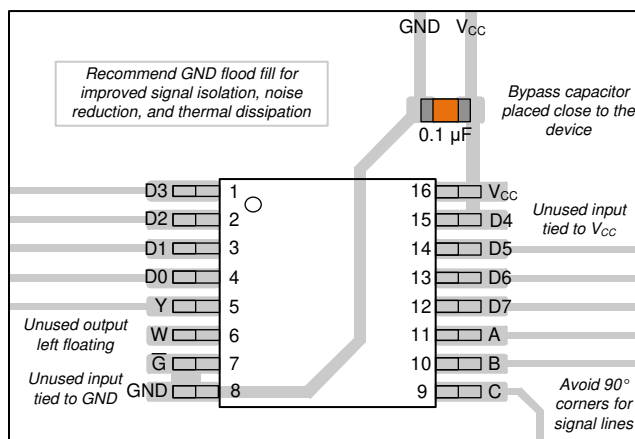 GND VCC
Recommend GND flood fill for
improved signal isolation, noise
reduction, and thermal dissipation
Bypass capacitor
placed close to the
device
0.1 µF
D3 1 16 VCC
D2 2 15 D4
Unused input
tied to VCC
D1 3 14 D5
D0 4 13 D6
Y 5 12 D7
Unused output
left floating
W 6 11 A
G̅ 7 10 B
Unused input
tied to GND
GND 8 9 C
Avoid 90°
corners for
signal lines